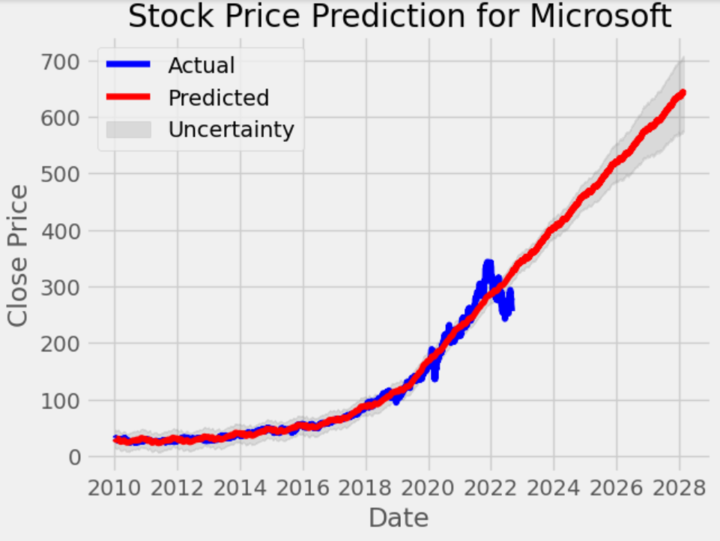 Stock Price Prediction for Microsoft
Actual
Predicted
Uncertainty
Close Price
700
600
500
400
300
200
100
0
2010 2012 2014 2016 2018 2020 2022 2024 2026 2028
Date